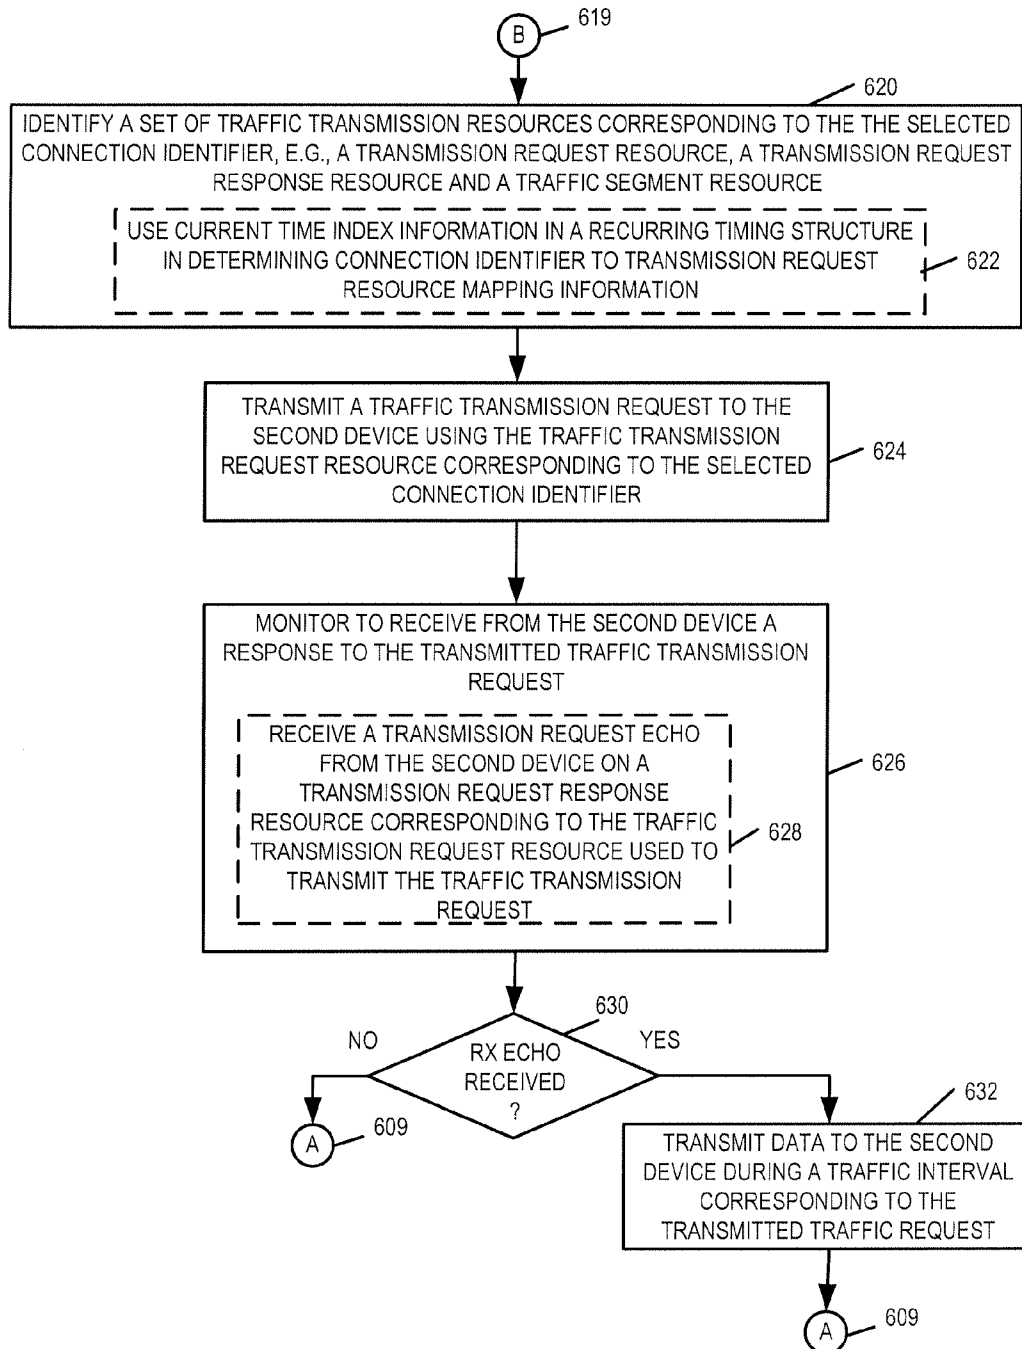 B
619
620
IDENTIFY A SET OF TRAFFIC TRANSMISSION RESOURCES CORRESPONDING TO THE THE SELECTED
CONNECTION IDENTIFIER, E.G., A TRANSMISSION REQUEST RESOURCE, A TRANSMISSION REQUEST
RESPONSE RESOURCE AND A TRAFFIC SEGMENT RESOURCE
USE CURRENT TIME INDEX INFORMATION IN A RECURRING TIMING STRUCTURE
IN DETERMINING CONNECTION IDENTIFIER TO TRANSMISSION REQUEST
RESOURCE MAPPING INFORMATION
622
TRANSMIT A TRAFFIC TRANSMISSION REQUEST TO THE
SECOND DEVICE USING THE TRAFFIC TRANSMISSION
REQUEST RESOURCE CORRESPONDING TO THE SELECTED
CONNECTION IDENTIFIER
624
MONITOR TO RECEIVE FROM THE SECOND DEVICE A
RESPONSE TO THE TRANSMITTED TRAFFIC TRANSMISSION
REQUEST
RECEIVE A TRANSMISSION REQUEST ECHO
FROM THE SECOND DEVICE ON A
TRANSMISSION REQUEST RESPONSE
RESOURCE CORRESPONDING TO THE TRAFFIC
TRANSMISSION REQUEST RESOURCE USED TO
TRANSMIT THE TRAFFIC TRANSMISSION
REQUEST
628
626
630
NO
YES
RX ECHO
RECEIVED
?
A
609
632
TRANSMIT DATA TO THE SECOND
DEVICE DURING A TRAFFIC INTERVAL
CORRESPONDING TO THE
TRANSMITTED TRAFFIC REQUEST
A
609